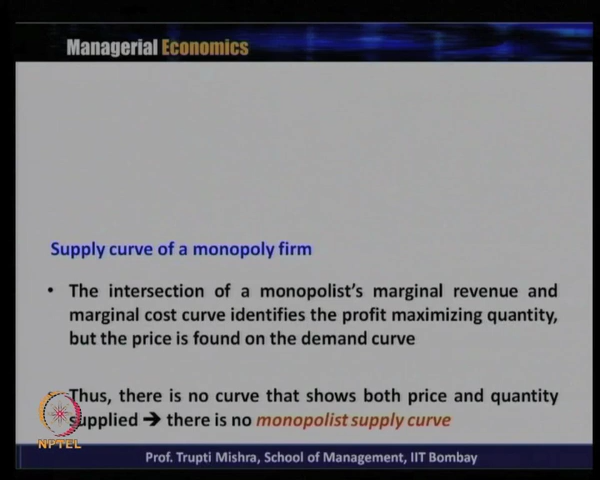 Managerial Economics
Supply curve of a monopoly firm
• The intersection of a monopolist's marginal revenue and
marginal cost curve identifies the profit maximizing quantity,
but the price is found on the demand curve
• Thus, there is no curve that shows both price and quantity
supplied ➔ there is no monopolist supply curve
NPTEL
Prof. Trupti Mishra, School of Management, IIT Bombay